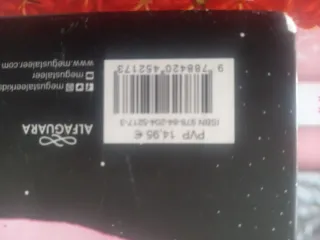 ALFAGUARA
megustaleerkids
megustaleer
www.megustaleer.com
PVP 14,95 €
ISBN 978-84-204-5217-3
9 788420 452173